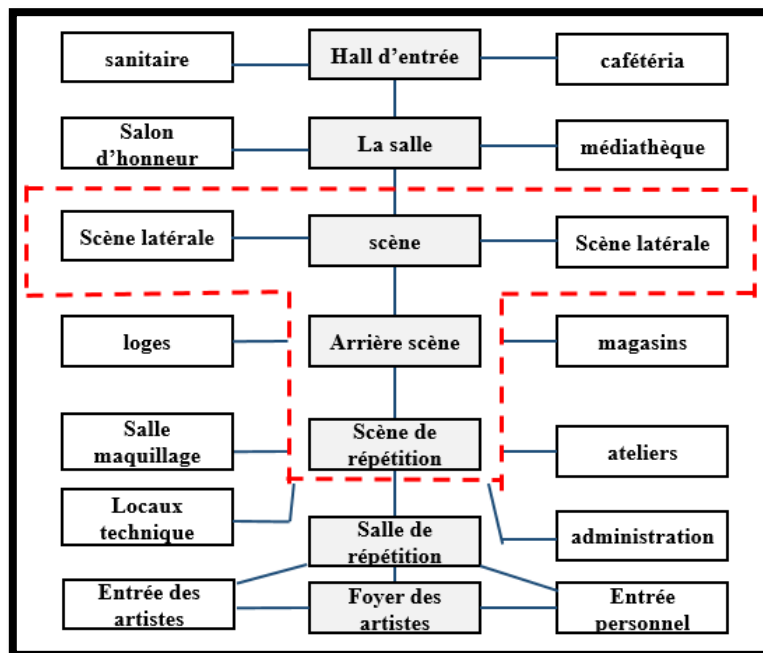 sanitaire
Hall d’entrée
cafétéria
Salon
d’honneur
La salle
médiathèque
Scène latérale
scène
Scène latérale
loges
Arrière scène
magasins
Salle
maquillage
Scène de
répétition
ateliers
Locaux
technique
Salle de
répétition
administration
Entrée des
artistes
Foyer des
artistes
Entrée
personnel